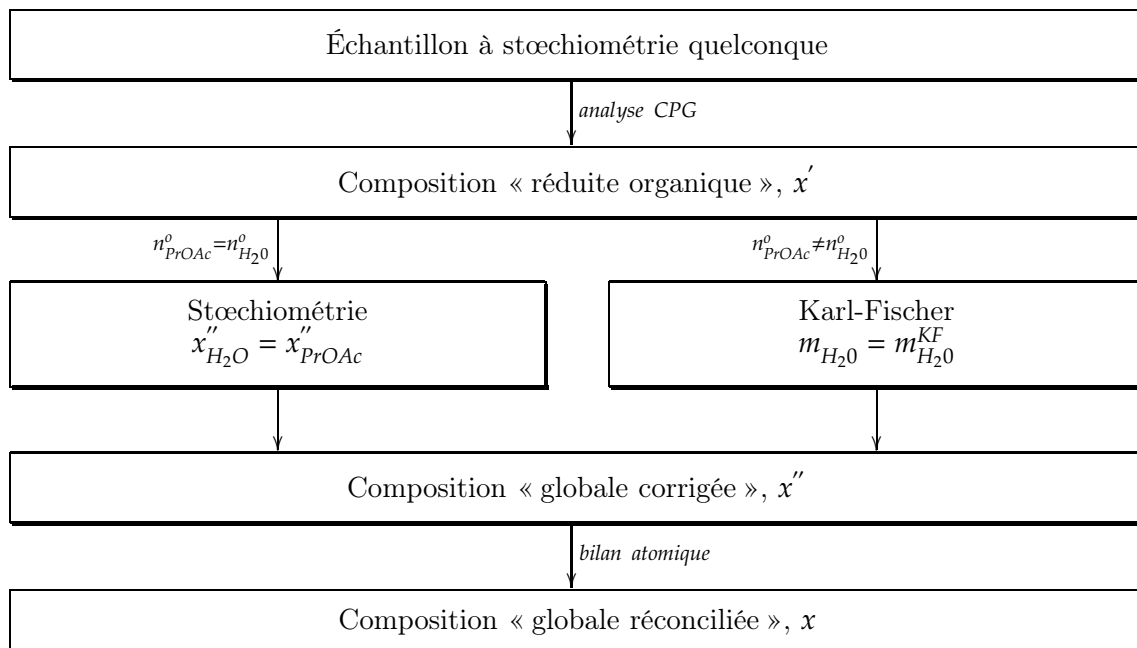 Échantillon à stœchiométrie quelconque
analyse CPG
Composition « réduite organique », x′
n°PrOAc=n°H₂0 n°PrOAc≠n°H₂0
Stœchiométrie Karl-Fischer
x″H₂O = x″PrOAc mH₂0 = mKFH₂0
Composition « globale corrigée », x″
bilan atomique
Composition « globale réconciliée », x